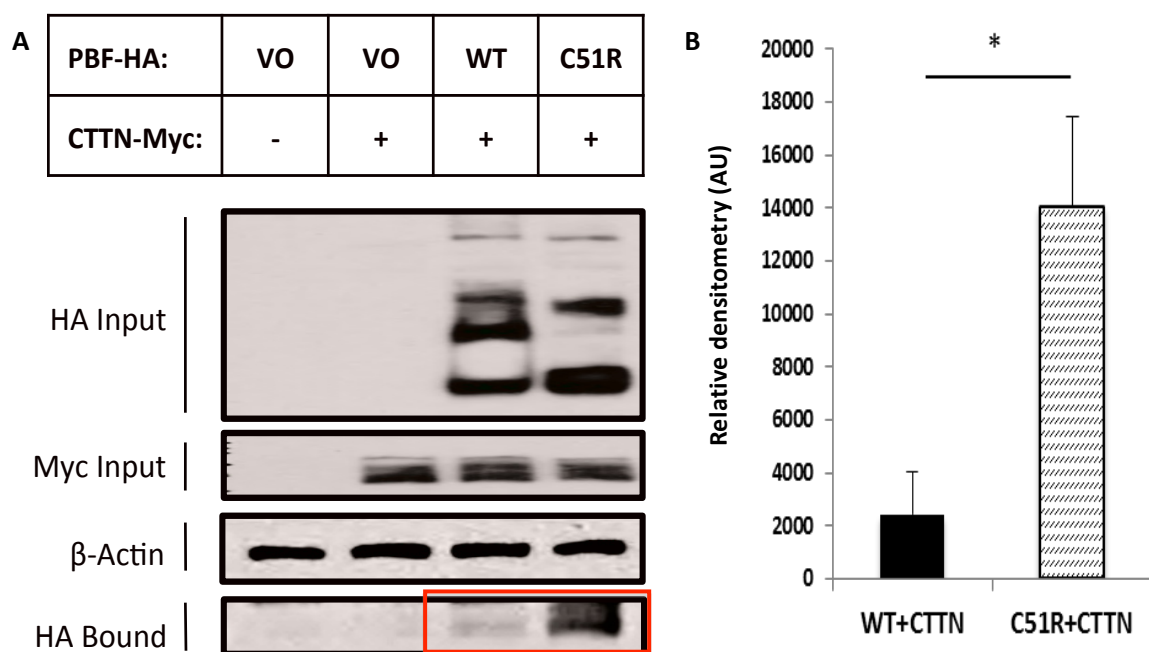 A
PBF-HA: VO VO WT C51R
CTTN-Myc: - + + +
HA Input
Myc Input
β-Actin
HA Bound
B
Relative densitometry (AU)
20000
18000
16000
14000
12000
10000
8000
6000
4000
2000
0
*
WT+CTTN C51R+CTTN